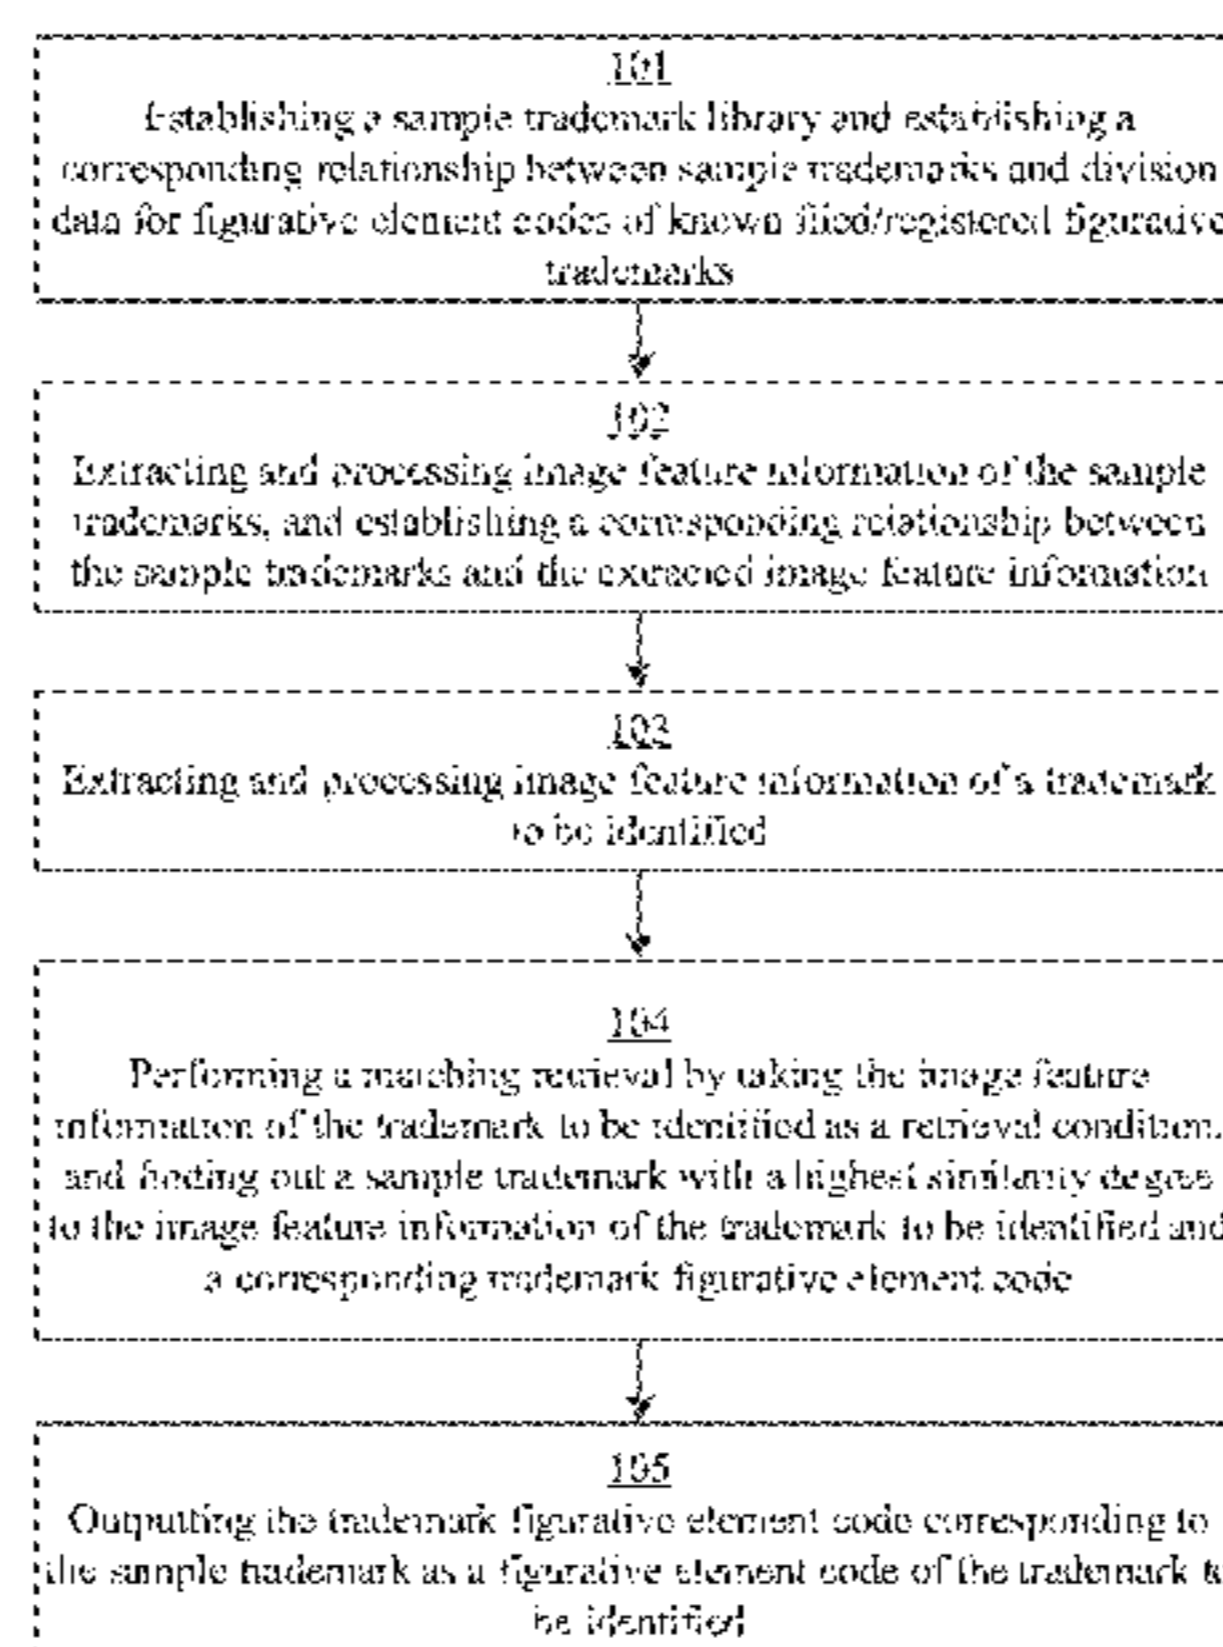 101
Establishing a sample trademark library and establishing a
corresponding relationship between sample trademarks and division
data for figurative element codes of known filed/registered figurative
trademarks
102
Extracting and processing image feature information of the sample
trademarks, and establishing a corresponding relationship between
the sample trademarks and the extracted image feature information
103
Extracting and processing image feature information of a trademark
to be identified
104
Performing a matching retrieval by taking the image feature
information of the trademark to be identified as a retrieval condition,
and finding out a sample trademark with a highest similarity degree
to the image feature information of the trademark to be identified and
a corresponding trademark figurative element code
105
Outputting the trademark figurative element code corresponding to
the sample trademark as a figurative element code of the trademark to
be identified